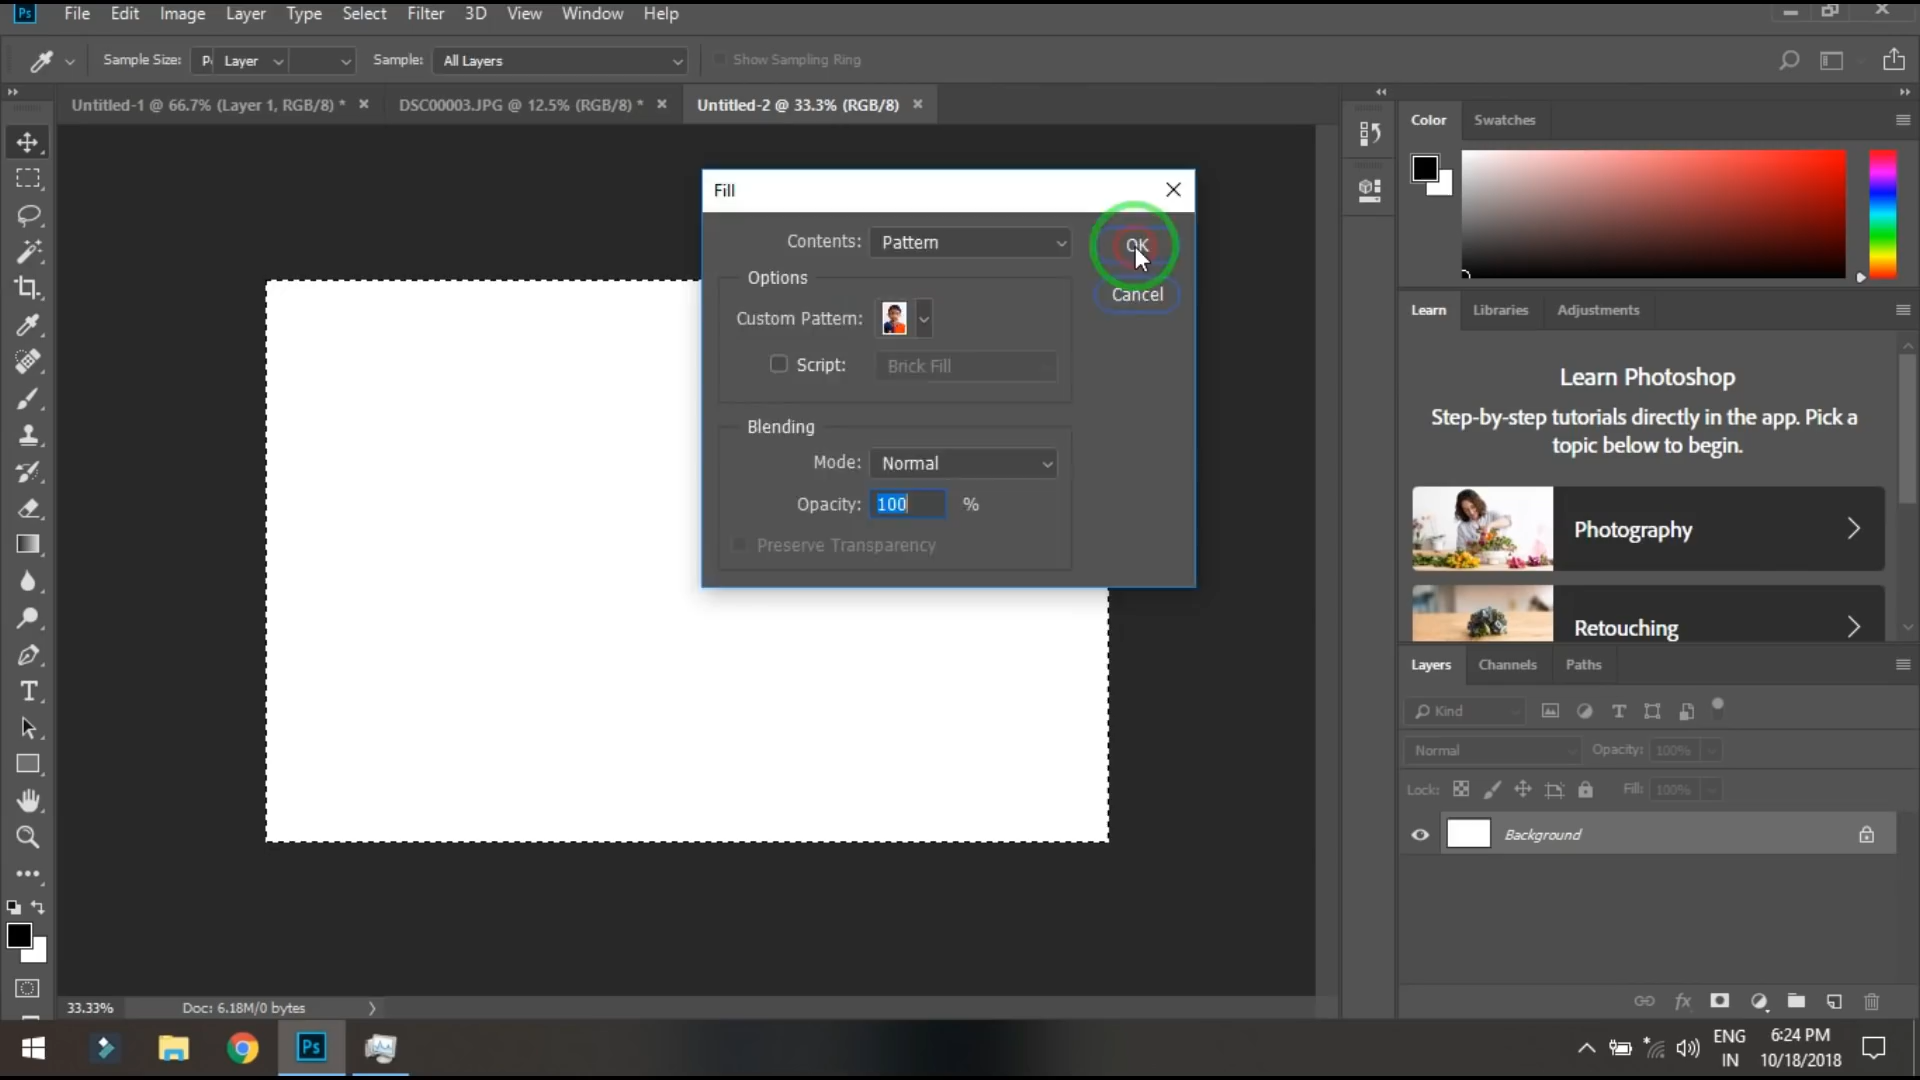 Ps File Edit Image Layer Type Select Filter 3D View Window Help
Sample Size: P Layer Sample: All Layers Show Sampling Ring
Untitled-1 @ 66.7% (Layer 1, RGB/8) * × DSC00003.JPG @ 12.5% (RGB/8) * × Untitled-2 @ 33.3% (RGB/8) ×
Color Swatches
Fill
Contents: Pattern OK
Options
Cancel
Custom Pattern:
Script: Brick Fill
Blending
Mode: Normal
Opacity: 100 %
Preserve Transparency
Learn Libraries Adjustments
Learn Photoshop
Step-by-step tutorials directly in the app. Pick a
topic below to begin.
Photography
Retouching
Layers Channels Paths
Kind
Normal Opacity: 100%
Lock: Fill: 100%
Background
fx
33.33% Doc: 6.18M/0 bytes
Ps
ENG 6:24 PM
IN 10/18/2018